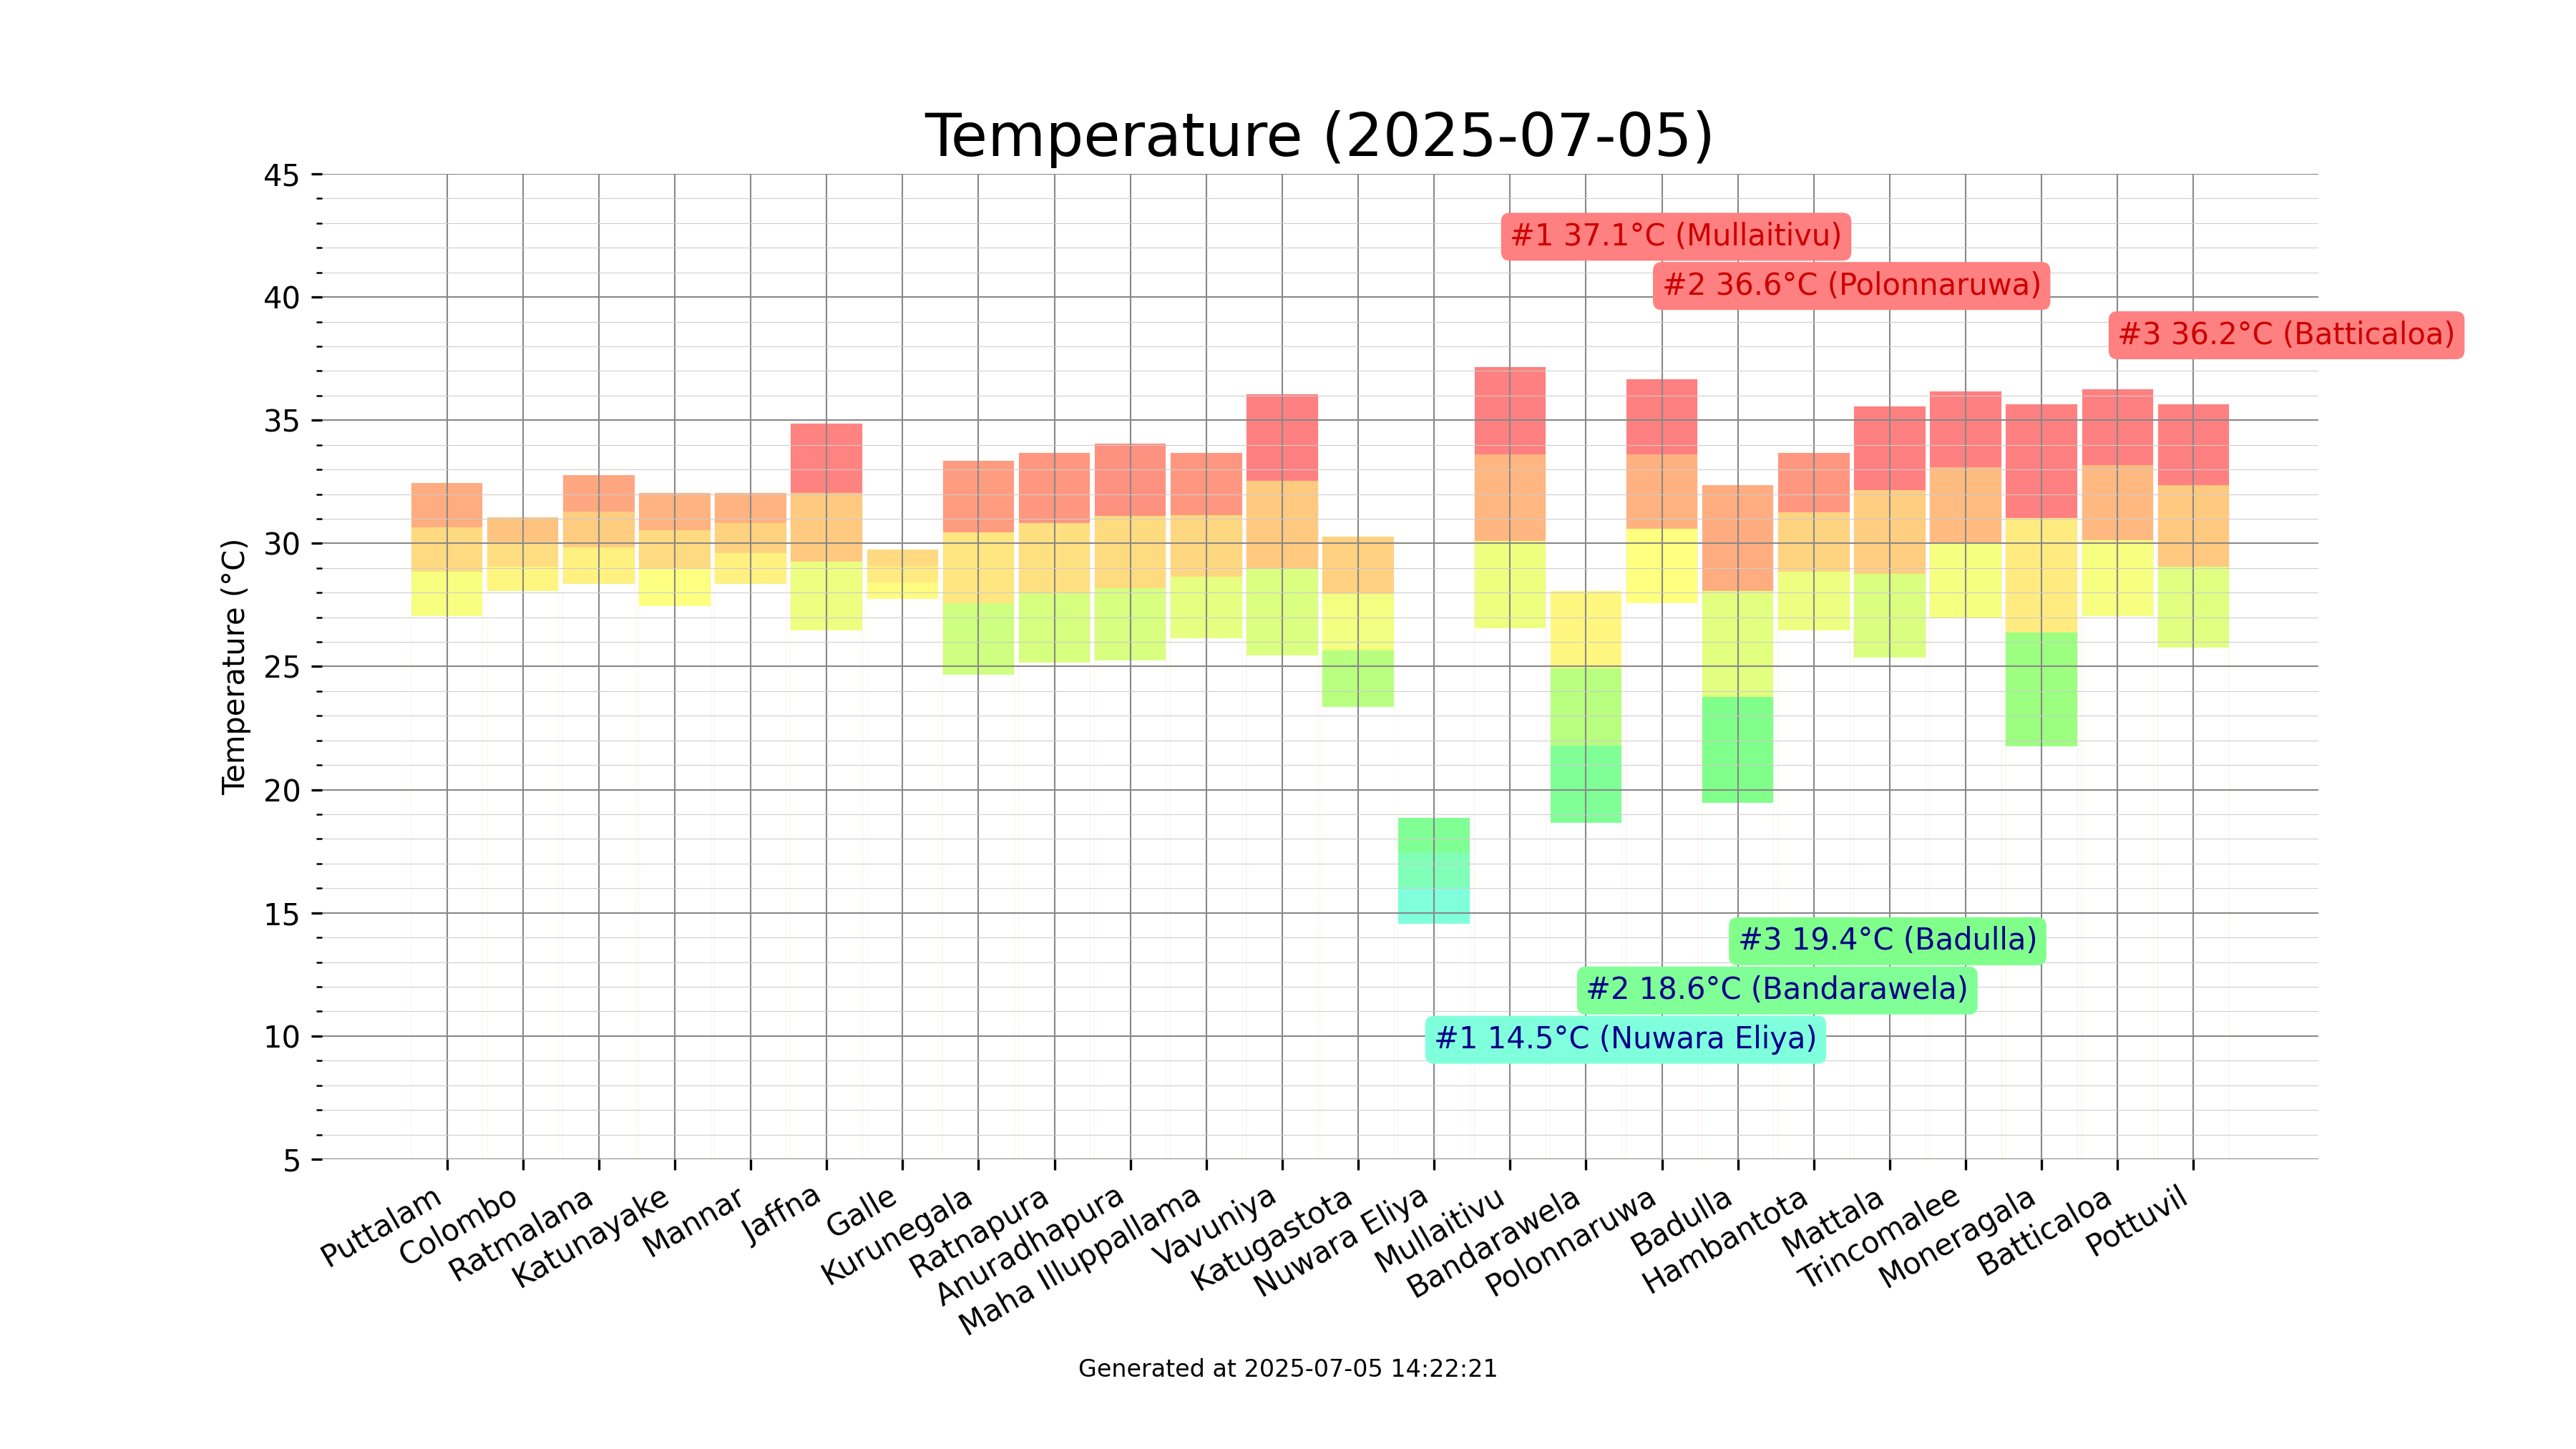 Temperature (2025-07-05)
Temperature (°C)
45
40
35
30
25
20
15
10
5
#1 37.1°C (Mullaitivu)
#2 36.6°C (Polonnaruwa)
#3 36.2°C (Batticaloa)
#3 19.4°C (Badulla)
#2 18.6°C (Bandarawela)
#1 14.5°C (Nuwara Eliya)
Puttalam
Colombo
Ratmalana
Katunayake
Mannar
Jaffna
Galle
Kurunegala
Ratnapura
Anuradhapura
Maha Illuppallama
Vavuniya
Katugastota
Nuwara Eliya
Mullaitivu
Bandarawela
Polonnaruwa
Badulla
Hambantota
Mattala
Trincomalee
Moneragala
Batticaloa
Pottuvil
Generated at 2025-07-05 14:22:21